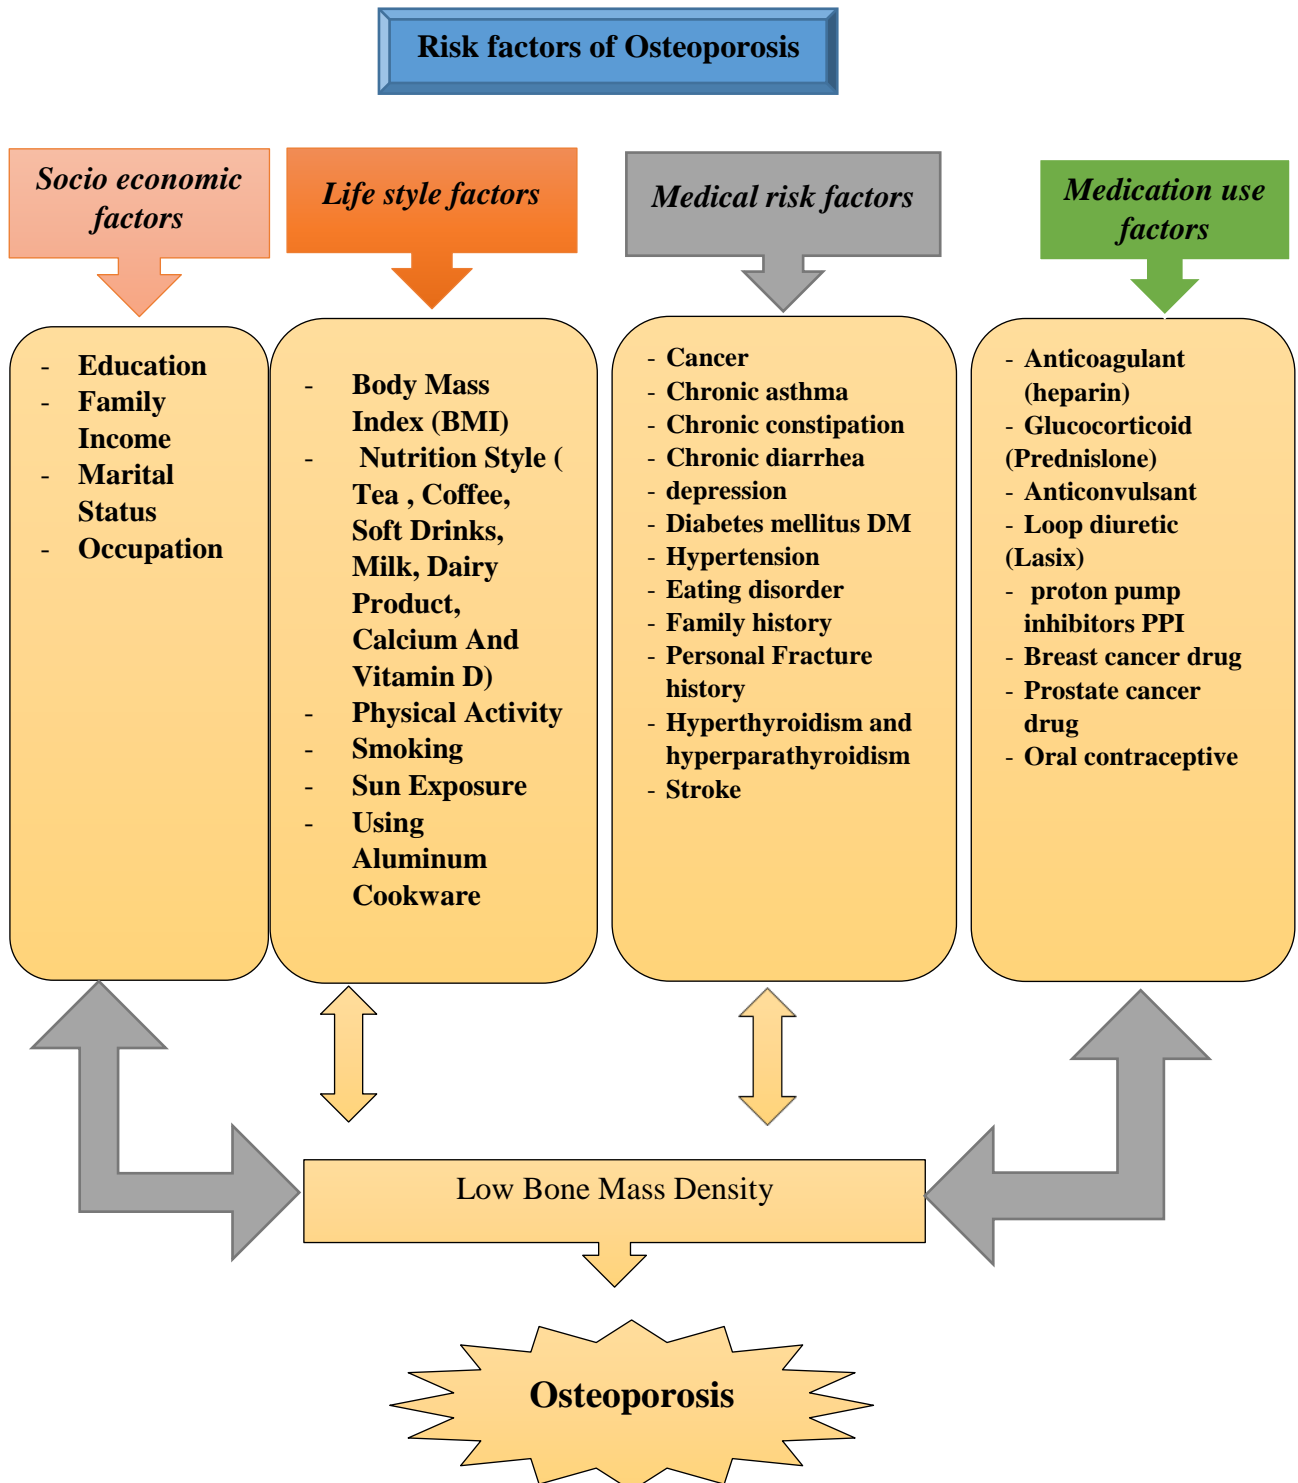 Risk factors of Osteoporosis
Socio economic
factors
Life style factors
Medical risk factors
Medication use
factors
- Education
- Family
Income
- Marital
Status
- Occupation
- Body Mass
Index (BMI)
- Nutrition Style (
Tea , Coffee,
Soft Drinks,
Milk, Dairy
Product,
Calcium And
Vitamin D)
- Physical Activity
- Smoking
- Sun Exposure
- Using
Aluminum
Cookware
- Cancer
- Chronic asthma
- Chronic constipation
- Chronic diarrhea
- depression
- Diabetes mellitus DM
- Hypertension
- Eating disorder
- Family history
- Personal Fracture
history
- Hyperthyroidism and
hyperparathyroidism
- Stroke
- Anticoagulant
(heparin)
- Glucocorticoid
(Prednislone)
- Anticonvulsant
- Loop diuretic
(Lasix)
- proton pump
inhibitors PPI
- Breast cancer drug
- Prostate cancer
drug
- Oral contraceptive
Low Bone Mass Density
Osteoporosis